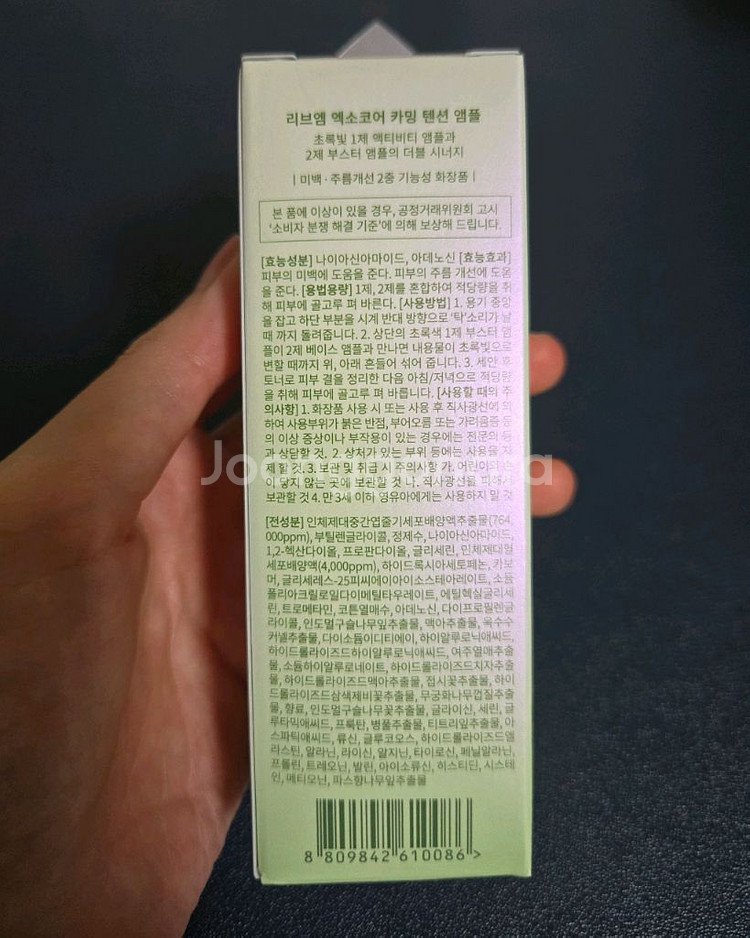 리브엠 엑소코어 카밍 텐션 앰플
초록빛 1제 액티비티 앰플과
2제 부스터 앰플의 더블 시너지
| 미백 · 주름개선 2중 기능성 화장품 |
본 품에 이상이 있을 경우, 공정거래위원회 고시
'소비자 분쟁 해결 기준'에 의해 보상해 드립니다.
[효능성분] 나이아신아마이드, 아데노신 [효능효과]
피부의 미백에 도움을 준다. 피부의 주름 개선에 도움
을 준다. [용법용량] 1제, 2제를 혼합하여 적당량을 취
해 피부에 골고루 펴 바른다. [사용방법] 1. 용기 중앙
을 잡고 하단 부분을 시계 반대 방향으로 '탁'소리가 날
때 까지 돌려줍니다. 2. 상단의 초록색 1제 부스터 앰
플이 2제 베이스 앰플과 만나면 내용물이 초록빛으로
변할 때까지 위, 아래 흔들어 섞어 줍니다. 3. 세안 후
토너로 피부 결을 정리한 다음 아침/저녁으로 적당량
을 취해 피부에 골고루 펴 바릅니다. [사용할 때의 주
의사항] 1. 화장품 사용 시 또는 사용 후 직사광선에 의
하여 사용부위가 붉은 반점, 부어오름 또는 가려움증 등
의 이상 증상이나 부작용이 있는 경우에는 전문의 등
과 상담할 것. 2. 상처가 있는 부위 등에는 사용을 자
제 할 것. 3. 보관 및 취급 시 주의사항 가. 어린이의 손
이 닿지 않는 곳에 보관할 것 나. 직사광선을 피해서
보관할 것 4. 만 3세 이하 영유아에게는 사용하지 말 것
[전성분] 인체제대중간엽줄기세포배양액추출물(764,
000ppm), 부틸렌글라이콜, 정제수, 나이아신아마이드,
1,2-헥산다이올, 프로판다이올, 글리세린, 인체제대혈
세포배양액(4,000ppm), 하이드록시아세토페논, 카보
머, 글리세레스-25피씨에이아이소스테아레이트, 소듐
폴리아크릴로일다이메틸타우레이트, 에틸헥실글리세
린, 트로메타민, 코튼열매수, 아데노신, 다이프로필렌글
라이콜, 인도멀구슬나무잎추출물, 맥아추출물, 옥수수
커넬추출물, 다이소듐이디티에이, 하이알루로닉애씨드,
하이드롤라이즈드하이알루로닉애씨드, 여주열매추출
물, 소듐하이알루로네이트, 하이드롤라이즈드치자추출
물, 하이드롤라이즈드맥아추출물, 접시꽃추출물, 하이
드롤라이즈드삼색제비꽃추출물, 무궁화나무껍질추출
물, 향료, 인도멀구슬나무꽃추출물, 글라이신, 세린, 글
루타믹애씨드, 프룩탄, 병풀추출물, 티트리잎추출물, 아
스파틱애씨드, 류신, 글루코오스, 하이드롤라이즈드엘
라스틴, 알라닌, 라이신, 알지닌, 타이로신, 페닐알라닌,
프롤린, 트레오닌, 발린, 아이소류신, 히스티딘, 시스테
인, 메티오닌, 파스향나무잎추출물
8 809842 610086 >